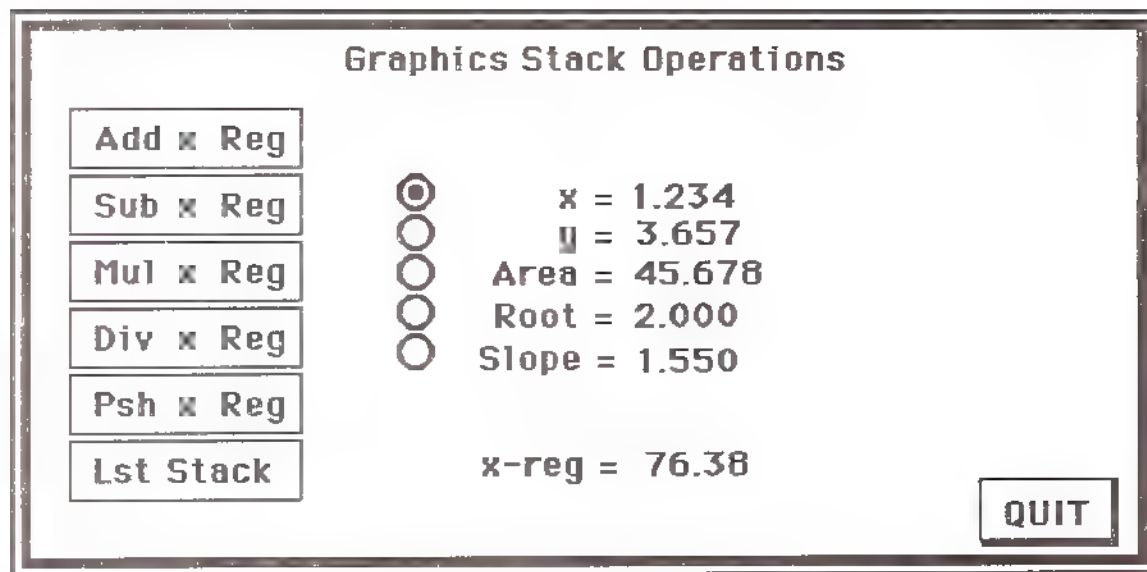 Graphics Stack Operations
Add x Reg
Sub x Reg
Mul x Reg
Div x Reg
Psh x Reg
Lst Stack
x = 1.234
y = 3.657
Area = 45.678
Root = 2.000
Slope = 1.550
x-reg = 76.38
QUIT